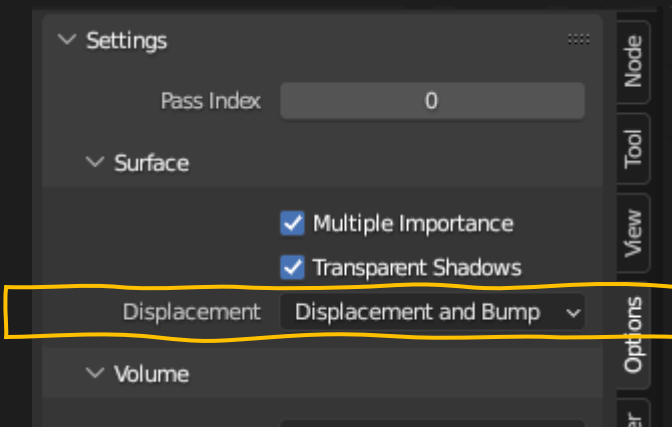 Settings
Pass Index 0
Surface
Multiple Importance
Transparent Shadows
Displacement Displacement and Bump
Volume
Node
Tool
View
Options